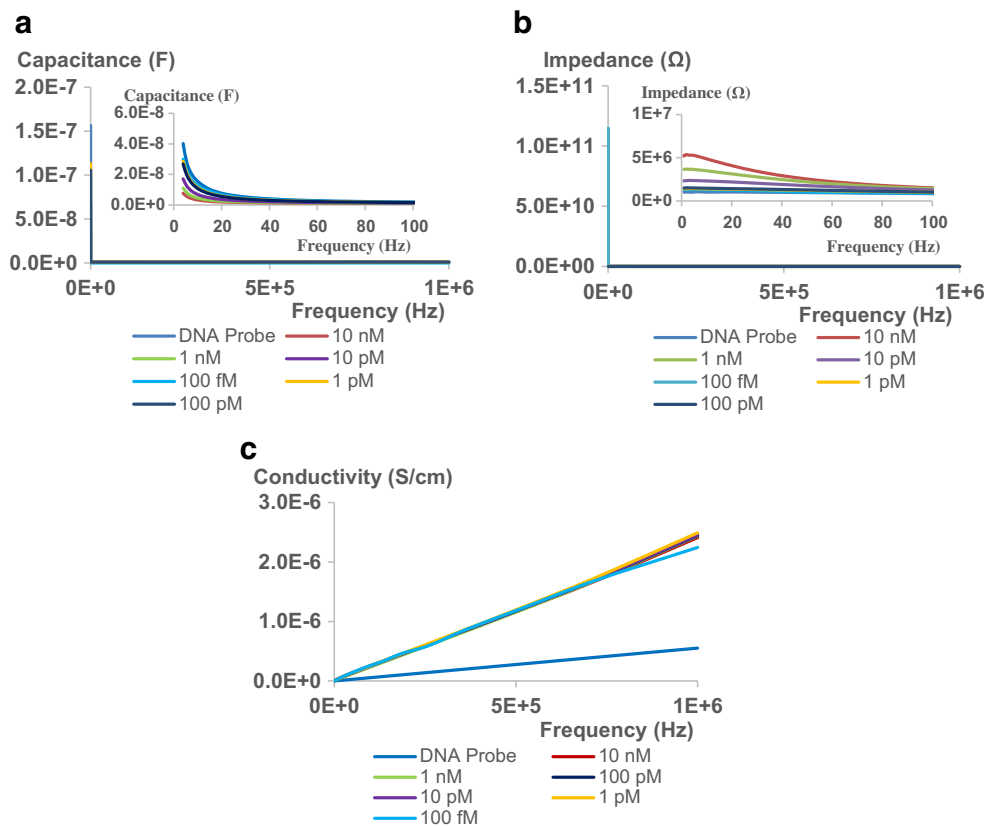 a
Capacitance (F)
2.0E-7
1.5E-7
1.0E-7
5.0E-8
0.0E+0
0E+0 5E+5 1E+6
Frequency (Hz)
Capacitance (F)
6.0E-8
4.0E-8
2.0E-8
0.0E+0
0 20 40 60 80 100
Frequency (Hz)
DNA Probe 10 nM
1 nM 10 pM
100 fM 1 pM
100 pM
b
Impedance (Ω)
1.5E+11
1.0E+11
5.0E+10
0.0E+00
0E+0 5E+5 1E+6
Frequency (Hz)
Impedance (Ω)
1E+7
5E+6
0E+0
0 20 40 60 80 100
Frequency (Hz)
DNA Probe 10 nM
1 nM 10 pM
100 fM 1 pM
100 pM
c
Conductivity (S/cm)
3.0E-6
2.0E-6
1.0E-6
0.0E+0
0E+0 5E+5 1E+6
Frequency (Hz)
DNA Probe 10 nM
1 nM 100 pM
10 pM 1 pM
100 fM